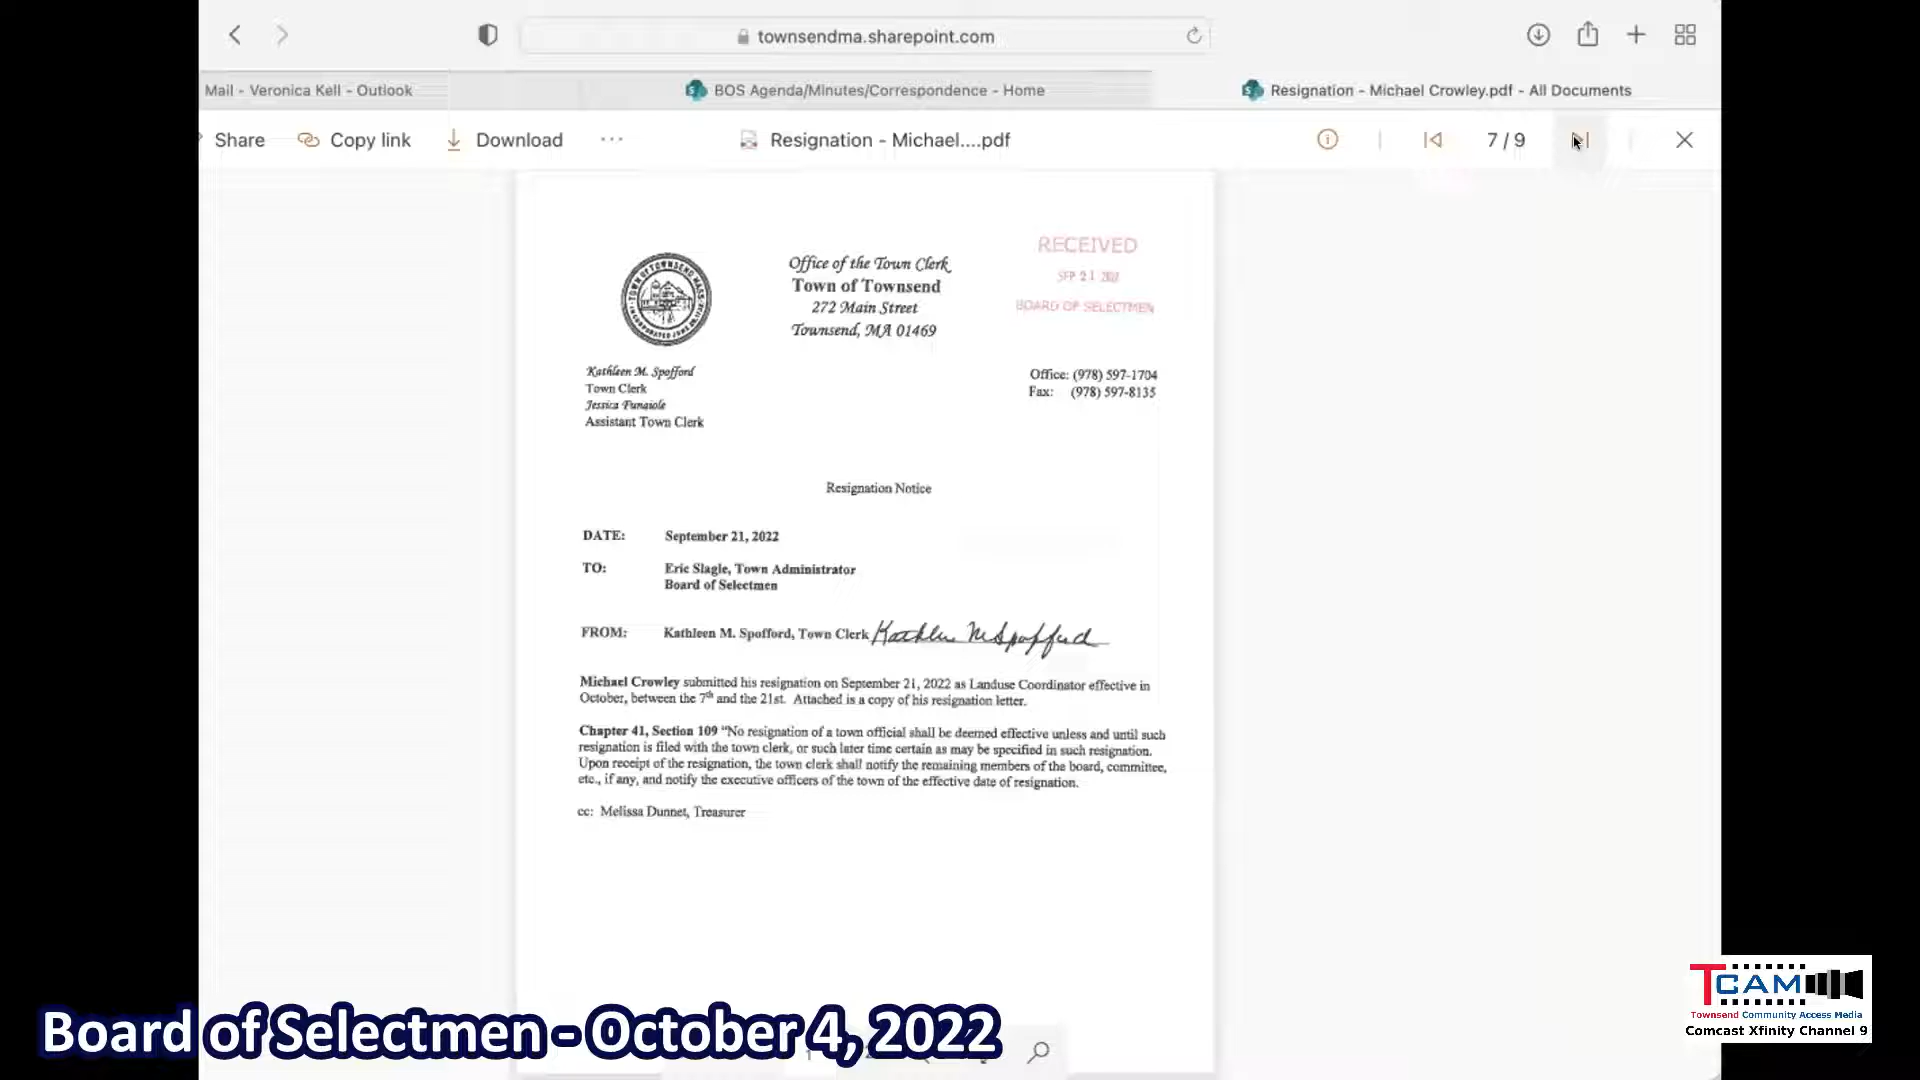 townsendma.sharepoint.com
Mail - Veronica Kell - Outlook
BOS Agenda/Minutes/Correspondence - Home
Resignation - Michael Crowley.pdf - All Documents
Share
Copy link
Download
Resignation - Michael....pdf
7 / 9
Office of the Town Clerk
Town of Townsend
272 Main Street
Townsend, MA 01469
RECEIVED
SEP 21
BOARD OF SELECTMEN
Kathleen M. Spofford
Town Clerk
Jessica Funaiole
Assistant Town Clerk
Office: (978) 597-1704
Fax: (978) 597-8135
Resignation Notice
DATE: September 21, 2022
TO: Eric Slagle, Town Administrator
Board of Selectmen
FROM: Kathleen M. Spofford, Town Clerk Kathleen M Spofford
Michael Crowley submitted his resignation on September 21, 2022 as Landuse Coordinator effective in
October, between the 7th and the 21st. Attached is a copy of his resignation letter.
Chapter 41, Section 109 "No resignation of a town official shall be deemed effective unless and until such
resignation is filed with the town clerk, or such later time certain as may be specified in such resignation.
Upon receipt of the resignation, the town clerk shall notify the remaining members of the board, committee,
etc., if any, and notify the executive officers of the town of the effective date of resignation.
cc: Melissa Dunnet, Treasurer
Board of Selectmen - October 4, 2022
TCAM
Townsend Community Access Media
Comcast Xfinity Channel 9